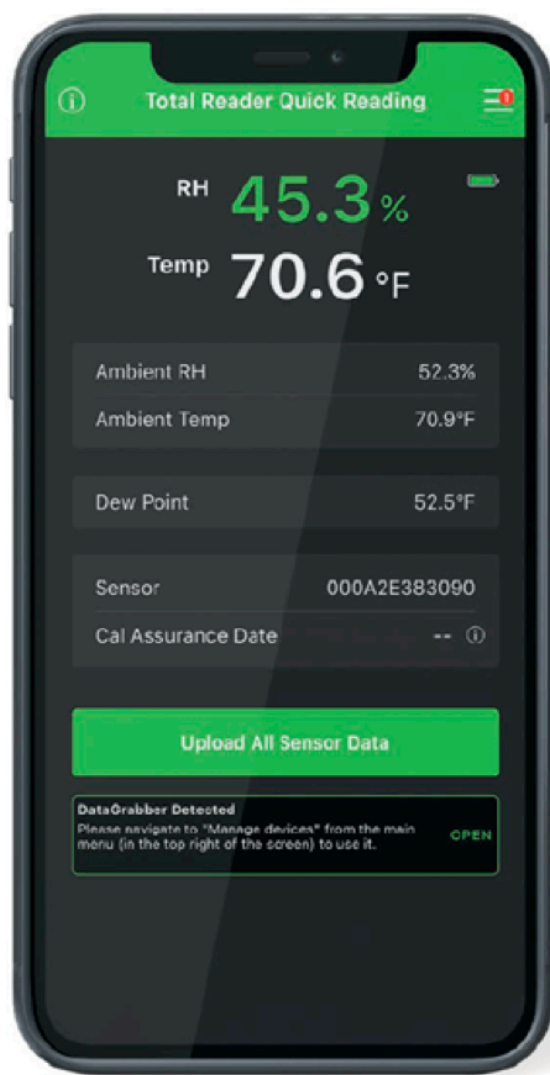 Total Reader Quick Reading
RH 45.3 %
Temp 70.6 °F
Ambient RH 52.3%
Ambient Temp 70.9°F
Dew Point 52.5°F
Sensor 000A2E383090
Cal Assurance Date --
Upload All Sensor Data
DataGrabber Detected
Please navigate to "Manage devices" from the main
menu (in the top right of the screen) to use it.
OPEN